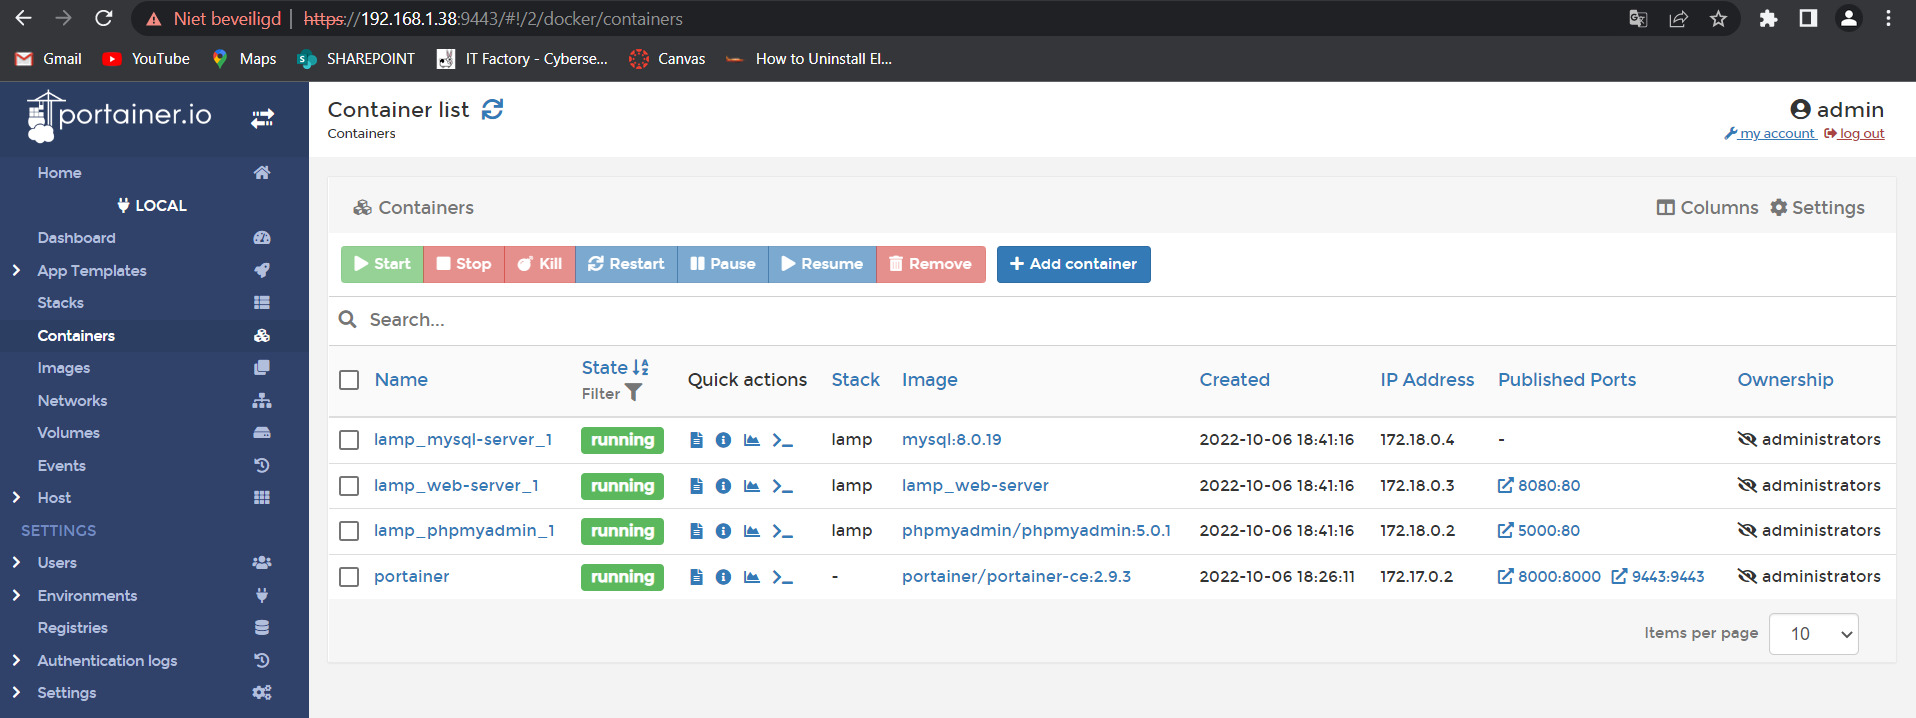 Niet beveiligd | https://192.168.1.38:9443/#!/2/docker/containers
Gmail YouTube Maps SHAREPOINT IT Factory - Cyberse... Canvas How to Uninstall El...
portainer.io
Home
LOCAL
Dashboard
App Templates
Stacks
Containers
Images
Networks
Volumes
Events
Host
SETTINGS
Users
Environments
Registries
Authentication logs
Settings
Container list
Containers
admin
my account log out
Containers
Columns Settings
Start Stop Kill Restart Pause Resume Remove Add container
Search...
Name State Filter Quick actions Stack Image Created IP Address Published Ports Ownership
lamp_mysql-server_1 running lamp mysql:8.0.19 2022-10-06 18:41:16 172.18.0.4 - administrators
lamp_web-server_1 running lamp lamp_web-server 2022-10-06 18:41:16 172.18.0.3 8080:80 administrators
lamp_phpmyadmin_1 running lamp phpmyadmin/phpmyadmin:5.0.1 2022-10-06 18:41:16 172.18.0.2 5000:80 administrators
portainer running - portainer/portainer-ce:2.9.3 2022-10-06 18:26:11 172.17.0.2 8000:8000 9443:9443 administrators
Items per page 10